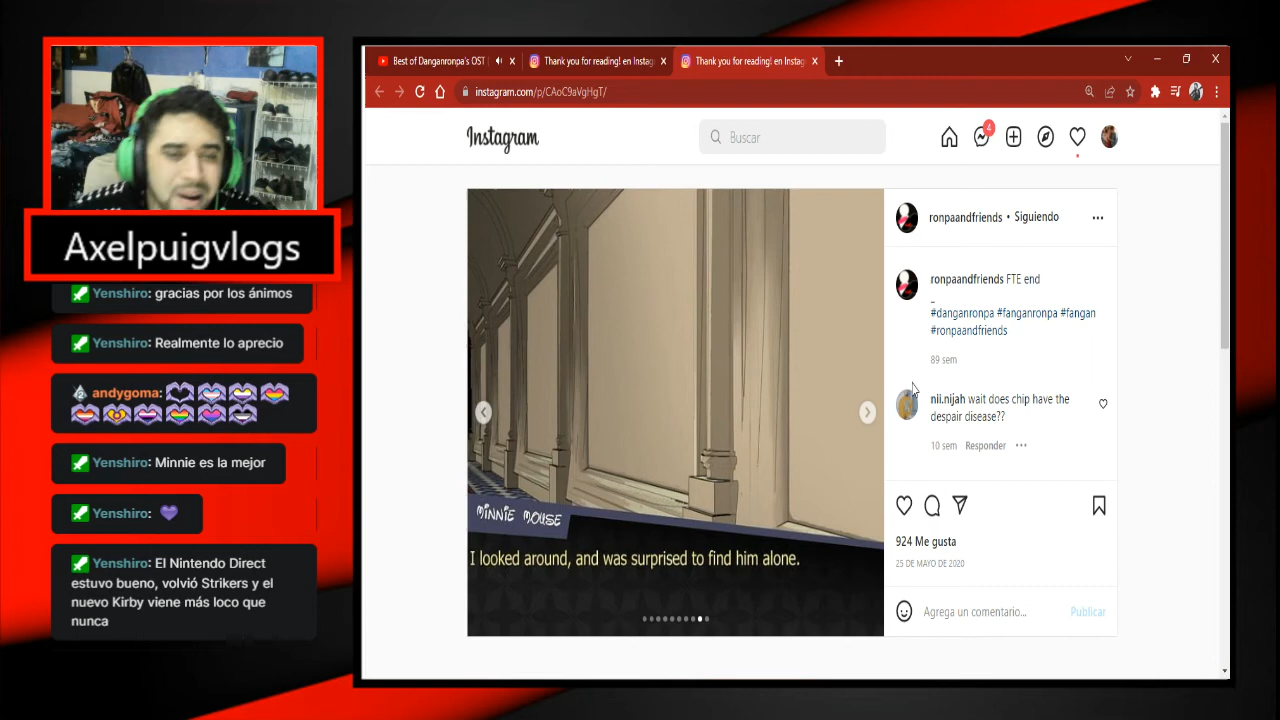 Axelpuigvlogs
Yenshiro: gracias por los ánimos
Yenshiro: Realmente lo aprecio
andygoma:
Yenshiro: Minnie es la mejor
Yenshiro:
Yenshiro: El Nintendo Direct
estuvo bueno, volvió Strikers y el
nuevo Kirby viene más loco que
nunca
Best of Danganronpa's OST
Thank you for reading! en Instag
Thank you for reading! en Instag
instagram.com/p/CAoC9aVgHgT/
Instagram
Buscar
4
MINNIE MOUSE
I looked around, and was surprised to find him alone.
ronpaandfriends • Siguiendo
ronpaandfriends FTE end
_
#danganronpa #fanganronpa #fangan
#ronpaandfriends
89 sem
nii.nijah wait does chip have the
despair disease??
10 sem Responder
924 Me gusta
25 DE MAYO DE 2020
Agrega un comentario... Publicar